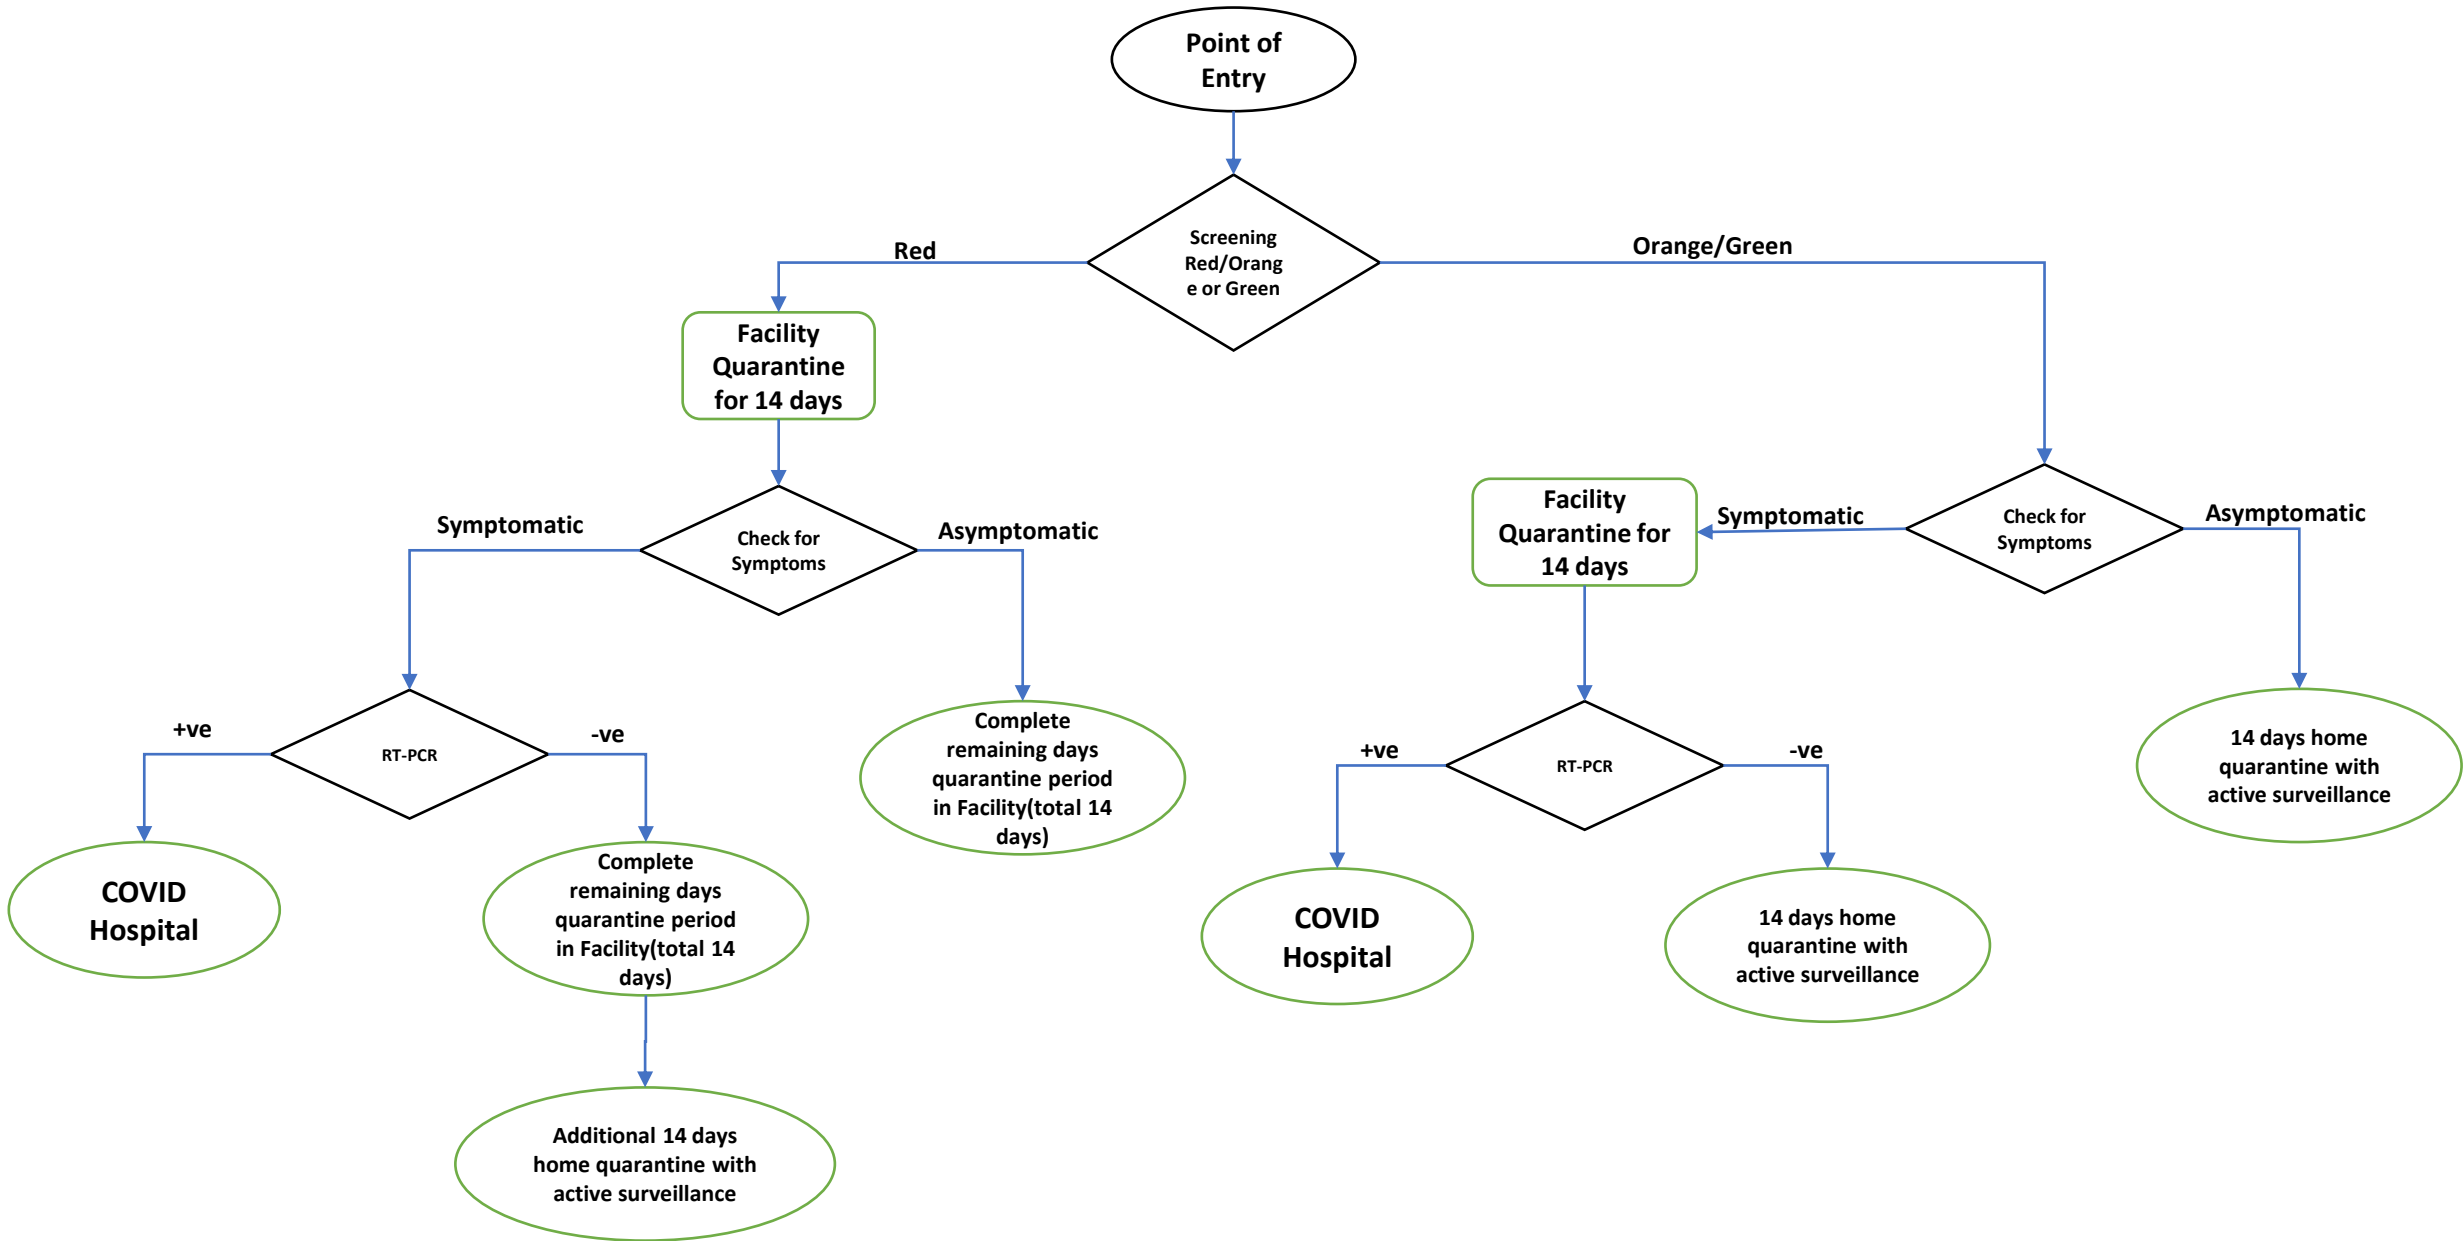 Point of
Entry
Screening
Red/Orang
e or Green
Red
Orange/Green
Facility
Quarantine
for 14 days
Check for
Symptoms
Symptomatic
Asymptomatic
Facility
Quarantine for
14 days
Symptomatic
Check for
Symptoms
Asymptomatic
+ve
RT-PCR
-ve
Complete
remaining days
quarantine period
in Facility(total 14
days)
+ve
RT-PCR
-ve
14 days home
quarantine with
active surveillance
COVID
Hospital
Complete
remaining days
quarantine period
in Facility(total 14
days)
COVID
Hospital
14 days home
quarantine with
active surveillance
Additional 14 days
home quarantine with
active surveillance